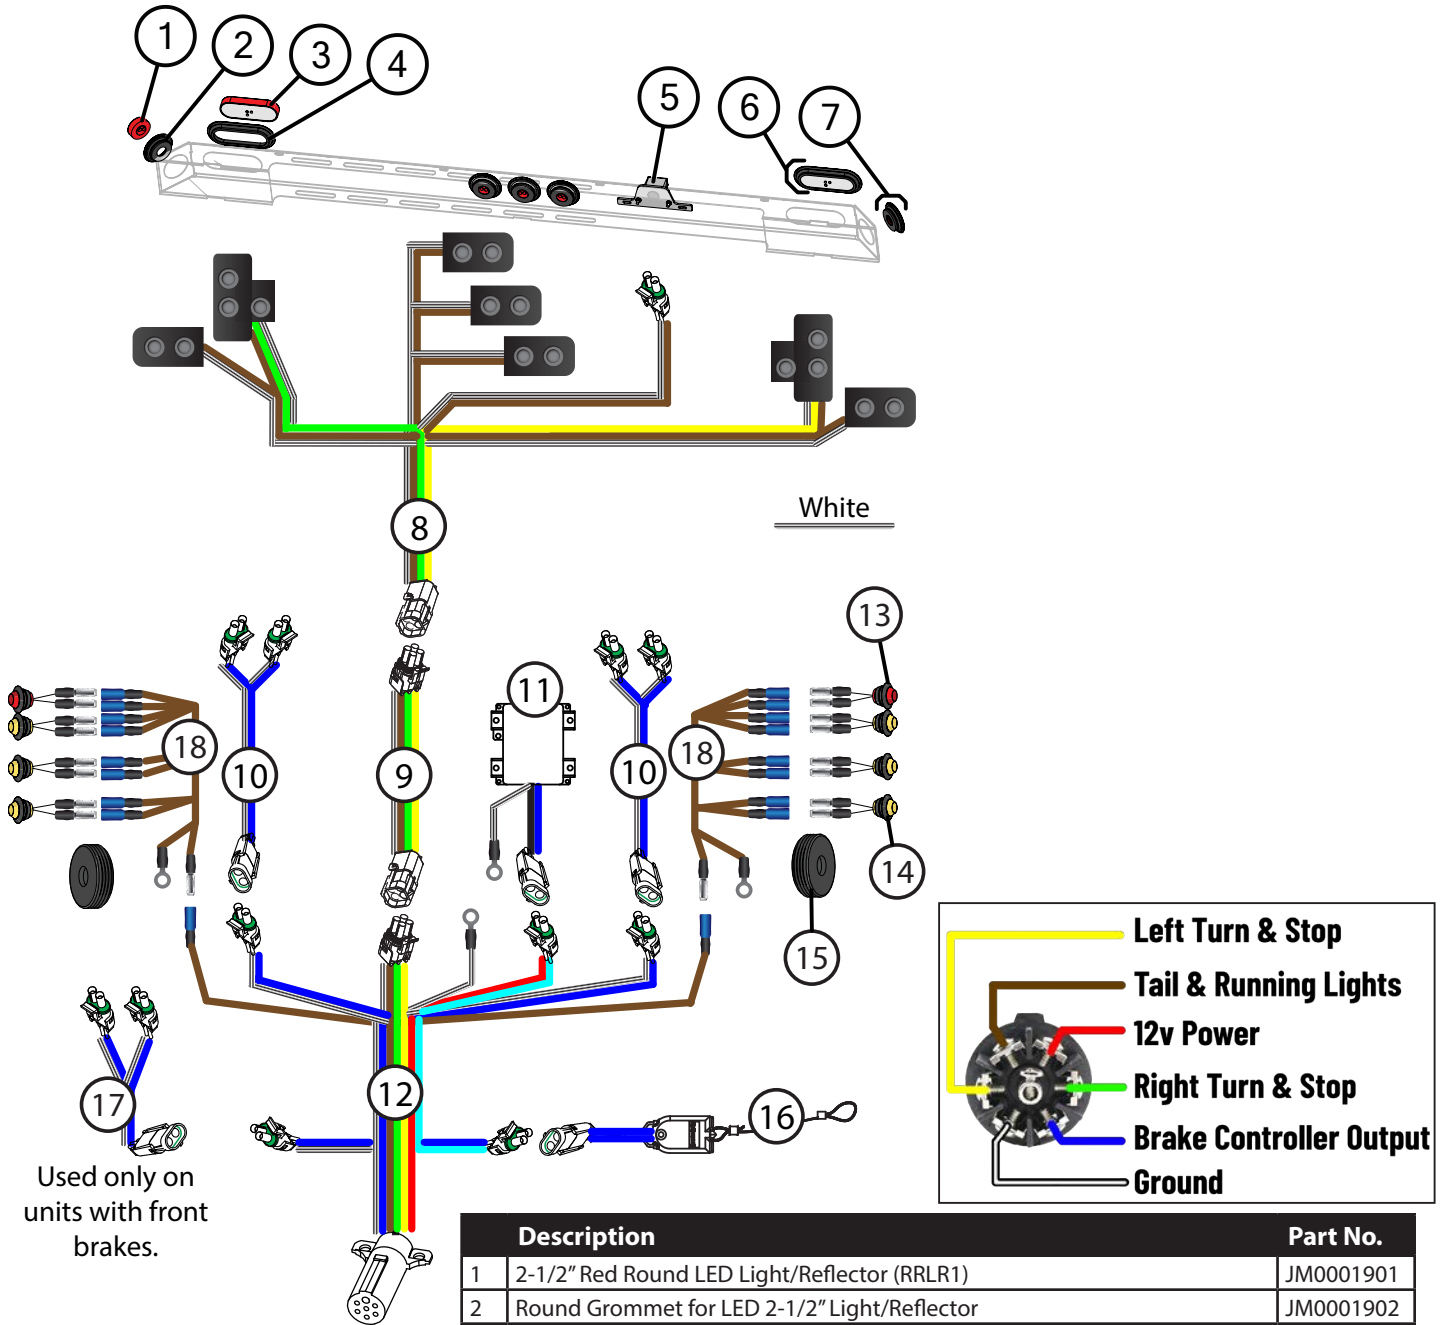 1
2
3
4
5
6
7
8
White
13
11
18
10
9
10
18
14
15
Left Turn & Stop
Tail & Running Lights
12v Power
Right Turn & Stop
Brake Controller Output
Ground
12
17
16
Used only on
units with front
brakes.
Description Part No.
1 2-1/2” Red Round LED Light/Reflector (RRLR1) JM0001901
2 Round Grommet for LED 2-1/2” Light/Reflector JM0001902